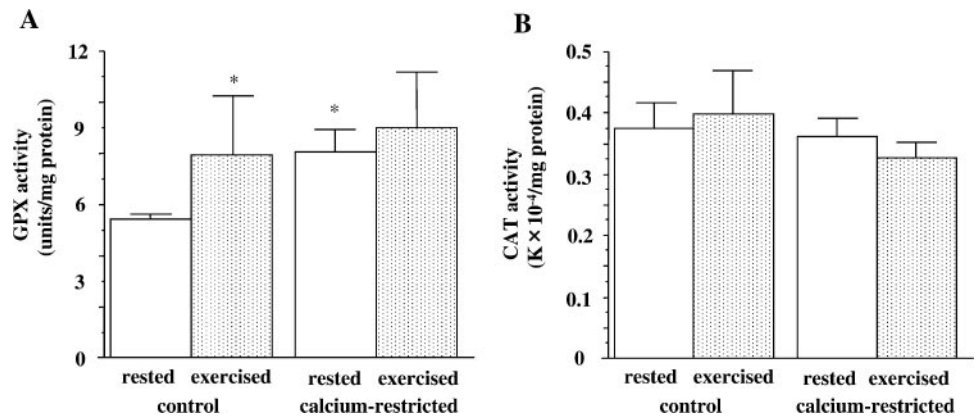 A
GPX activity
(units/mg protein)
12
9
6
3
0
*
*
rested exercised rested exercised
control calcium-restricted
B
CAT activity
(K × 10⁻⁴/mg protein)
0.5
0.4
0.3
0.2
0.1
0
rested exercised rested exercised
control calcium-restricted